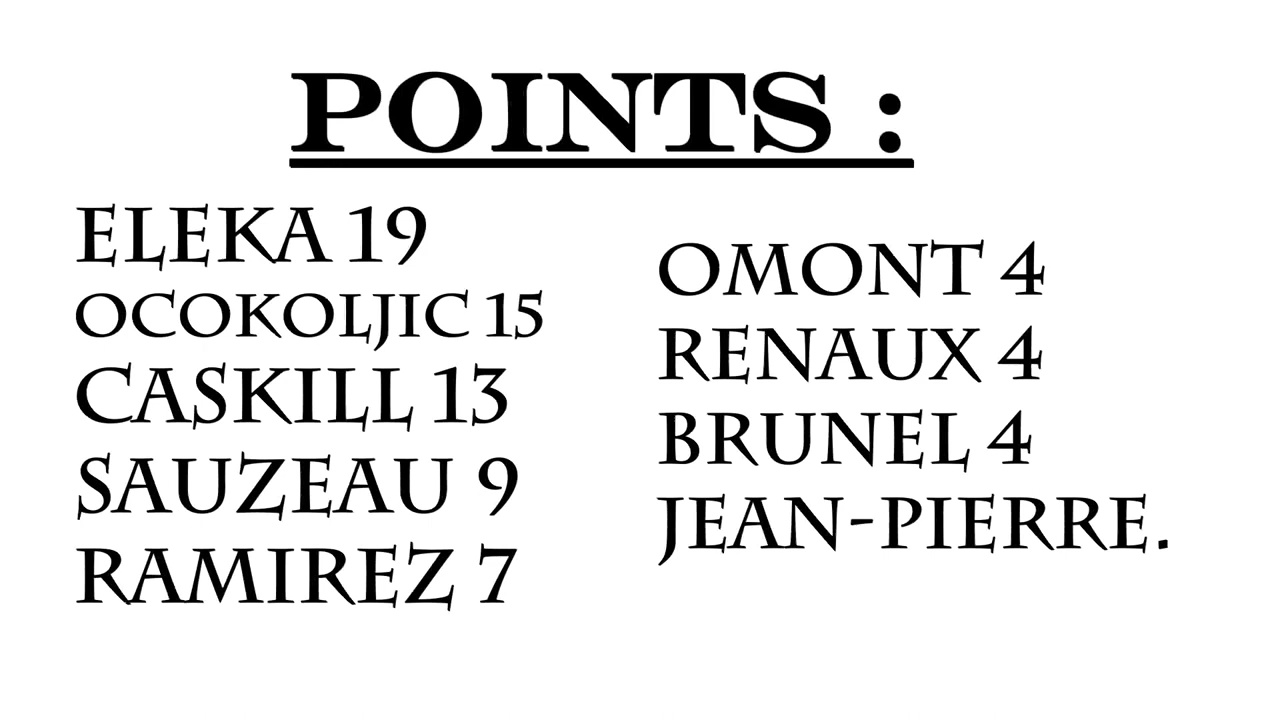 POINTS :
ELEKA 19
OCOKOLJIC 15
CASKILL 13
SAUZEAU 9
RAMIREZ 7
OMONT 4
RENAUX 4
BRUNEL 4
JEAN-PIERRE.